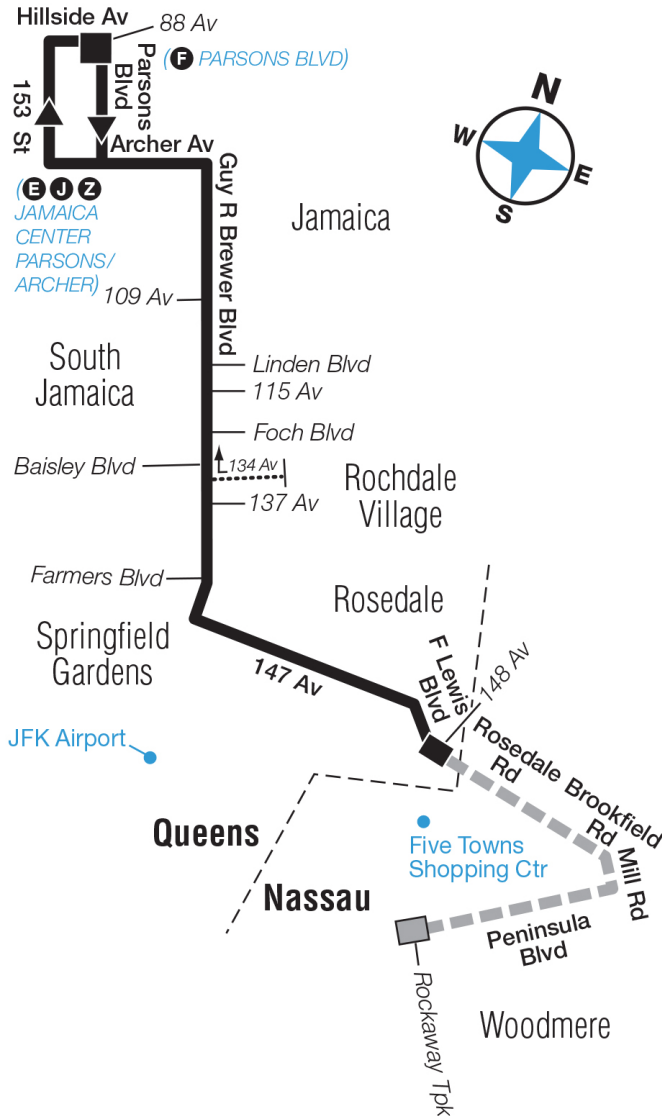 Hillside Av
88 Av
Parsons
Blvd
(F PARSONS BLVD)
153 St
Archer Av
N
W
E
S
(E J Z
JAMAICA
CENTER
PARSONS/
ARCHER)
Guy R Brewer Blvd
Jamaica
109 Av
South
Jamaica
Linden Blvd
115 Av
Foch Blvd
Baisley Blvd
134 Av
137 Av
Rochdale
Village
Farmers Blvd
Rosedale
Springfield
Gardens
147 Av
F Lewis
Blvd
148 Av
JFK Airport
Rosedale
Rd
Brookfield
Rd
Mill Rd
Queens
Five Towns
Shopping Ctr
Nassau
Peninsula
Blvd
Rockaway Tpk
Woodmere